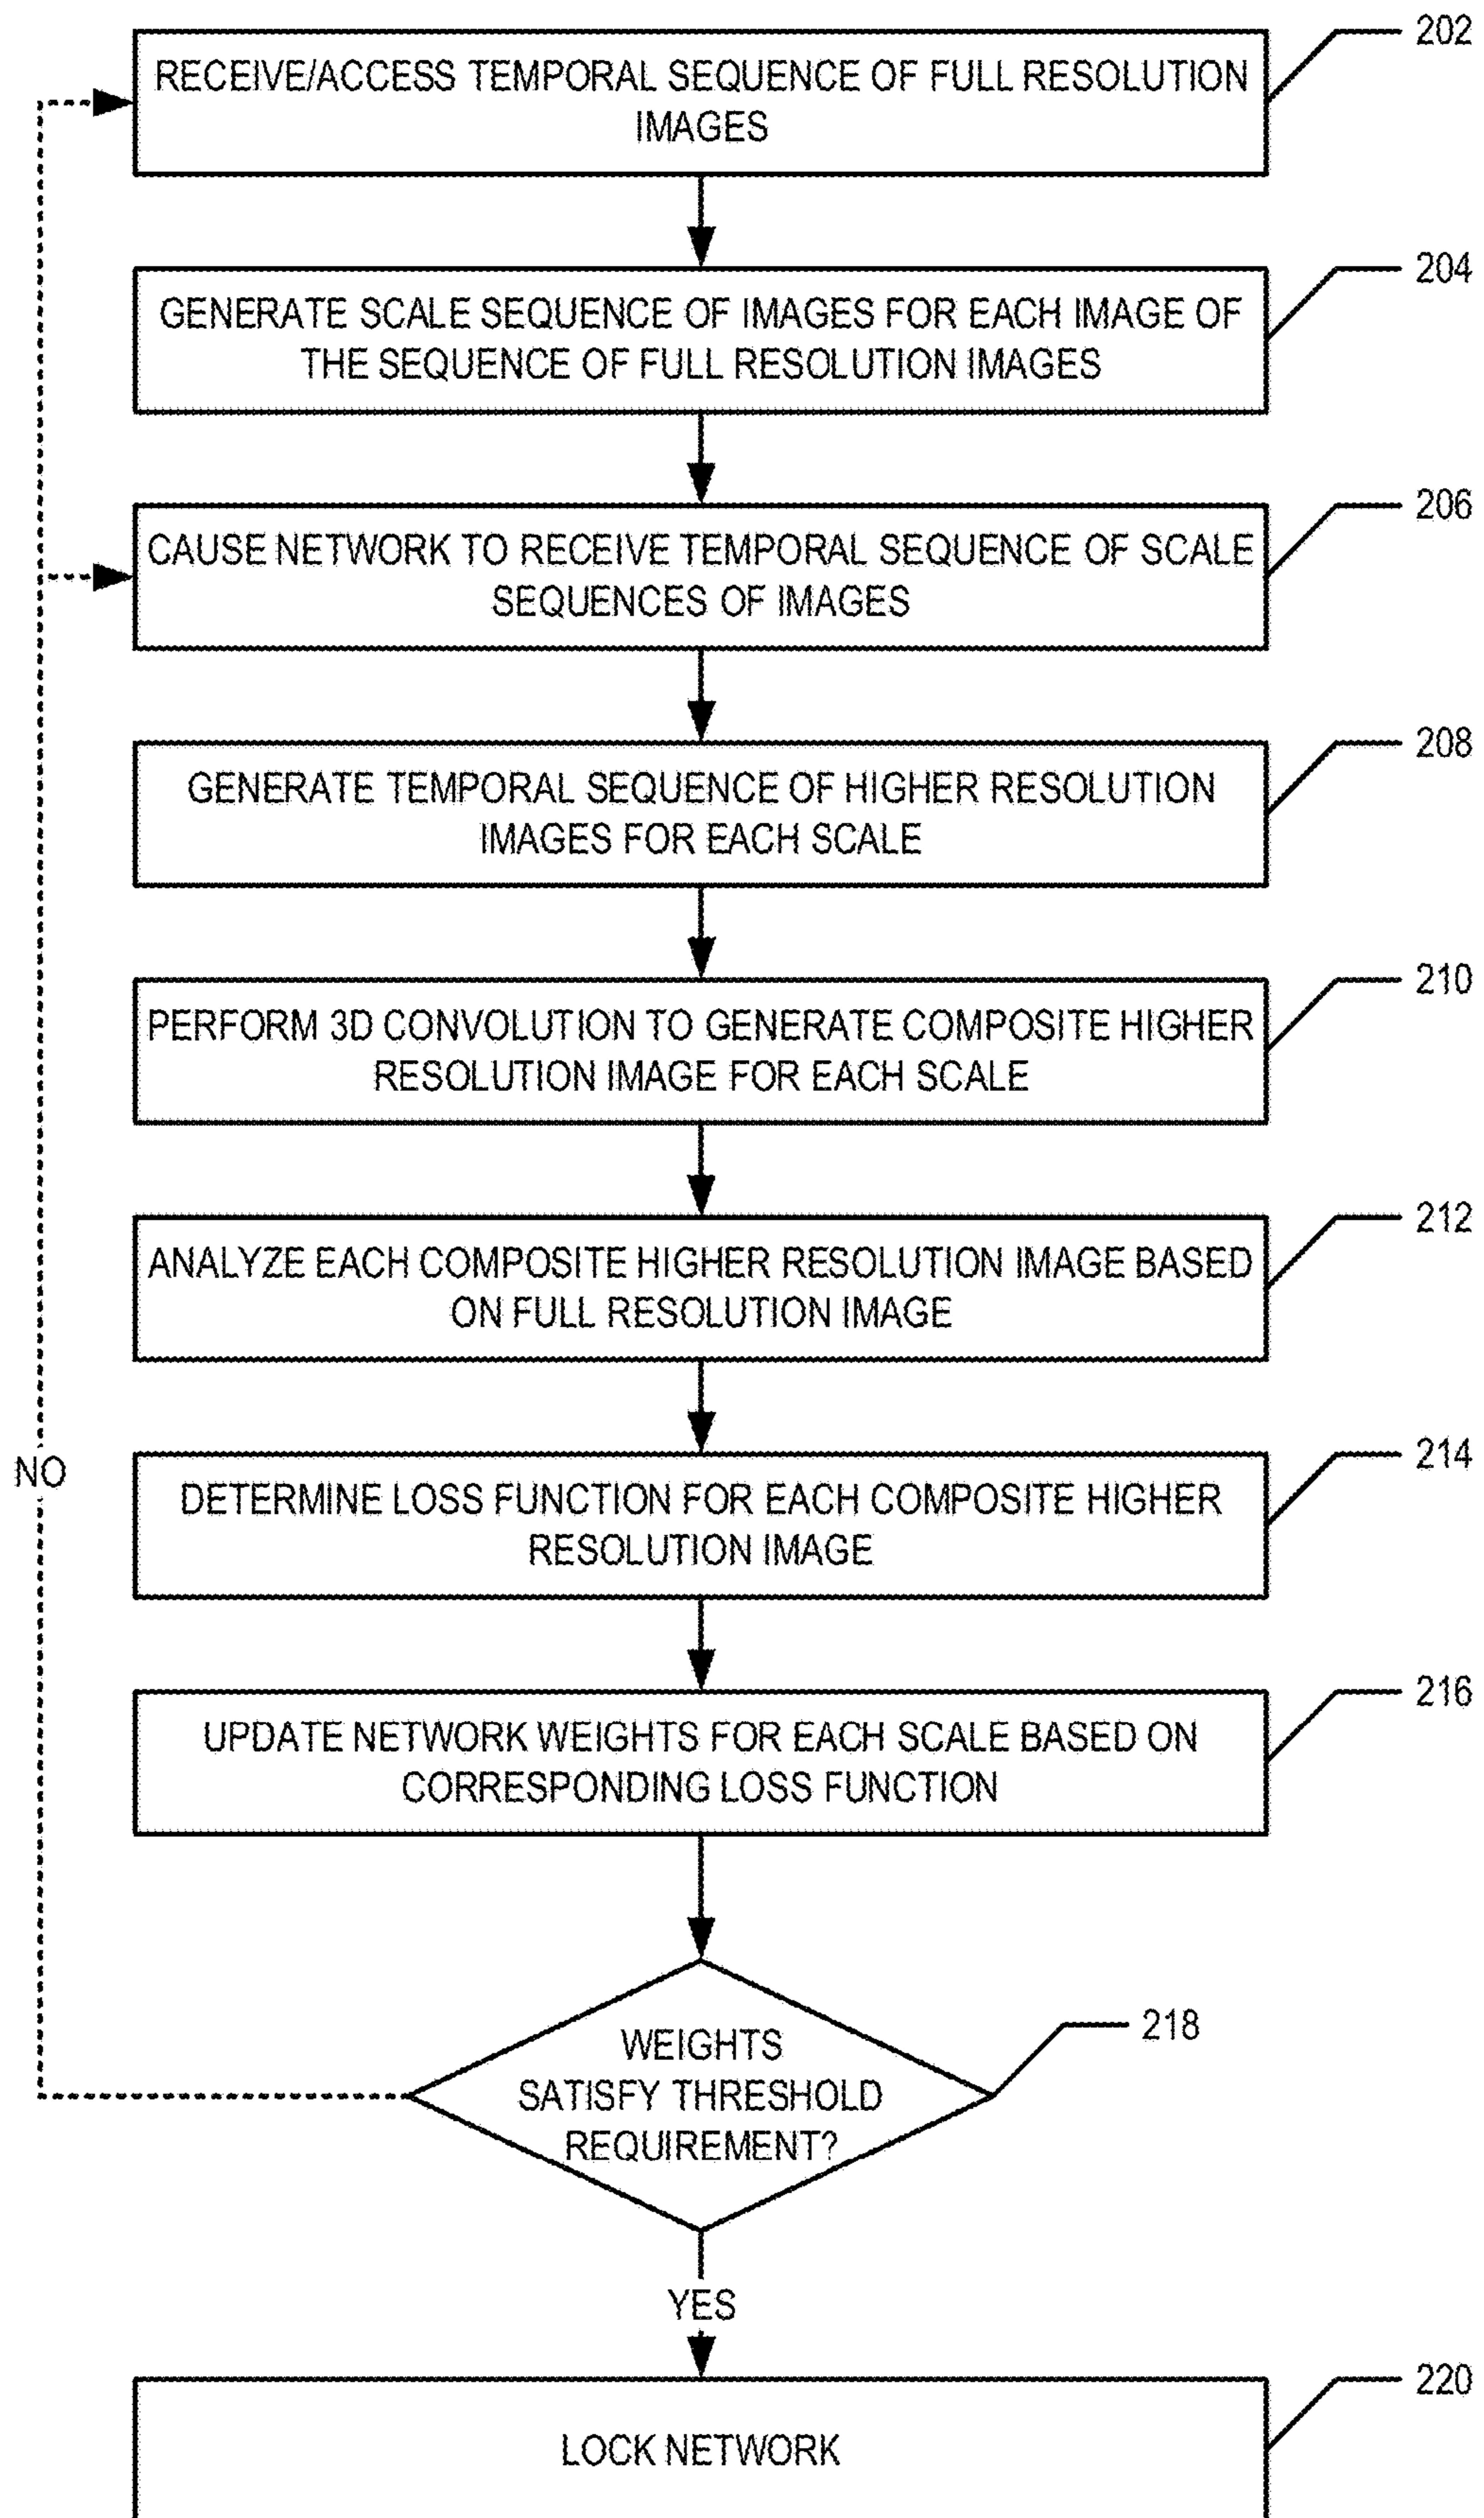 202
RECEIVE/ACCESS TEMPORAL SEQUENCE OF FULL RESOLUTION
IMAGES
204
GENERATE SCALE SEQUENCE OF IMAGES FOR EACH IMAGE OF
THE SEQUENCE OF FULL RESOLUTION IMAGES
206
CAUSE NETWORK TO RECEIVE TEMPORAL SEQUENCE OF SCALE
SEQUENCES OF IMAGES
208
GENERATE TEMPORAL SEQUENCE OF HIGHER RESOLUTION
IMAGES FOR EACH SCALE
210
PERFORM 3D CONVOLUTION TO GENERATE COMPOSITE HIGHER
RESOLUTION IMAGE FOR EACH SCALE
212
ANALYZE EACH COMPOSITE HIGHER RESOLUTION IMAGE BASED
ON FULL RESOLUTION IMAGE
214
NO
DETERMINE LOSS FUNCTION FOR EACH COMPOSITE HIGHER
RESOLUTION IMAGE
216
UPDATE NETWORK WEIGHTS FOR EACH SCALE BASED ON
CORRESPONDING LOSS FUNCTION
218
WEIGHTS
SATISFY THRESHOLD
REQUIREMENT?
YES
220
LOCK NETWORK